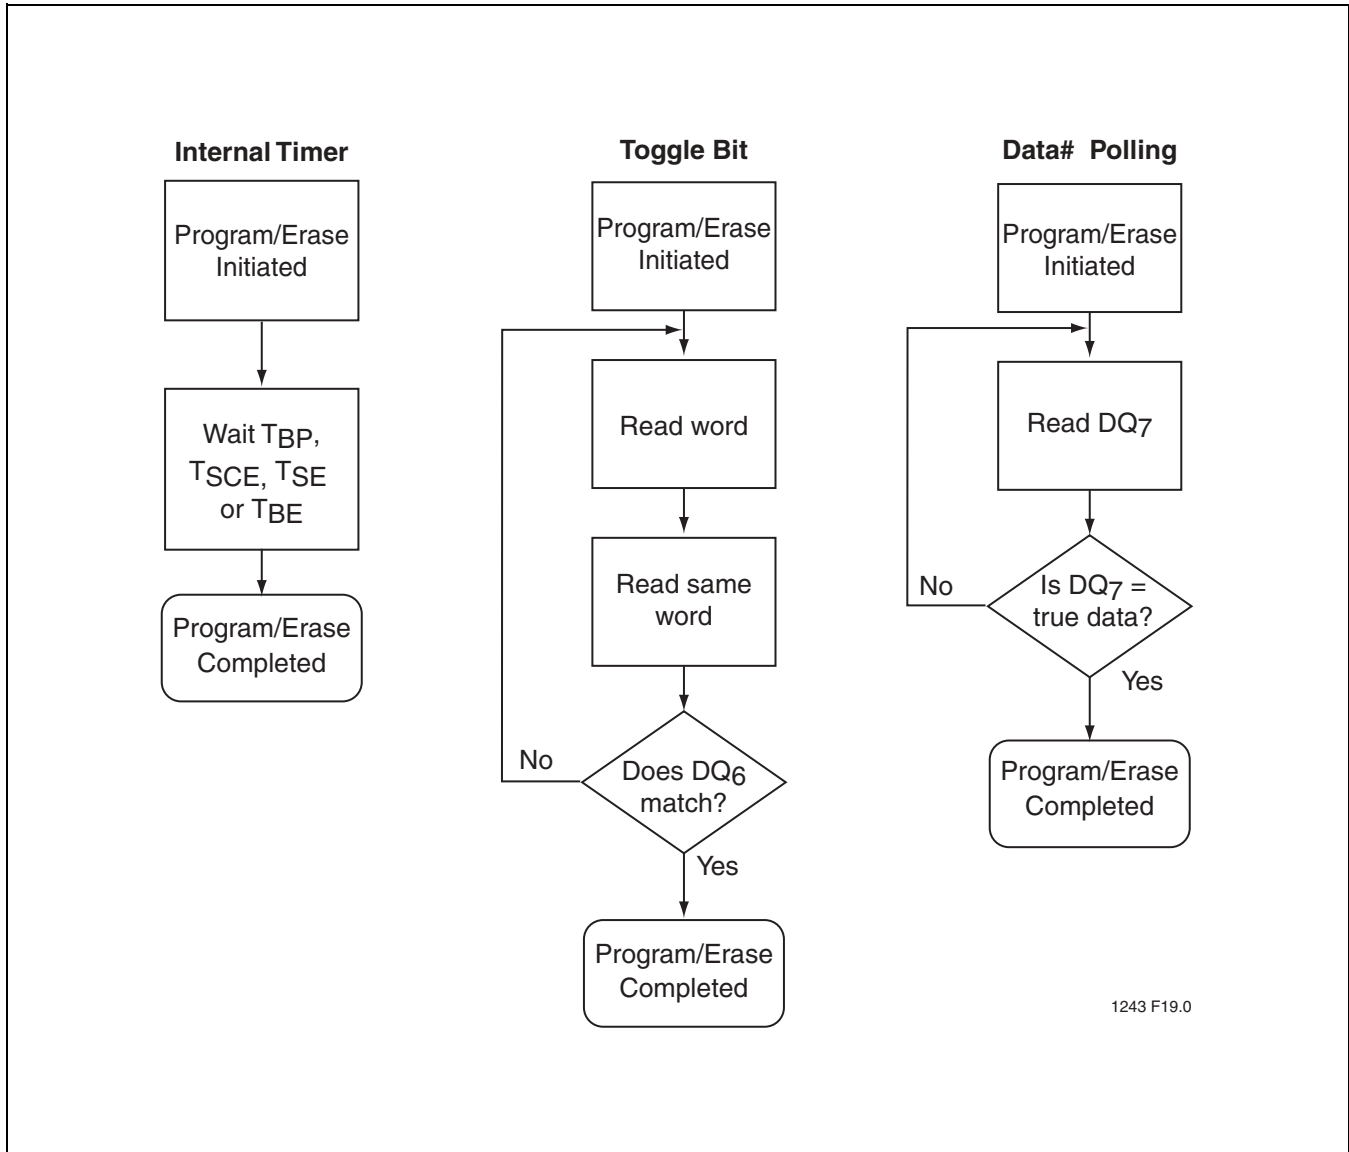 Internal Timer
Program/Erase
Initiated
Wait TBP,
TSCE, TSE
or TBE
Program/Erase
Completed
Toggle Bit
Program/Erase
Initiated
Read word
Read same
word
Does DQ6
match?
No
Yes
Program/Erase
Completed
Data# Polling
Program/Erase
Initiated
Read DQ7
Is DQ7 =
true data?
No
Yes
Program/Erase
Completed
1243 F19.0